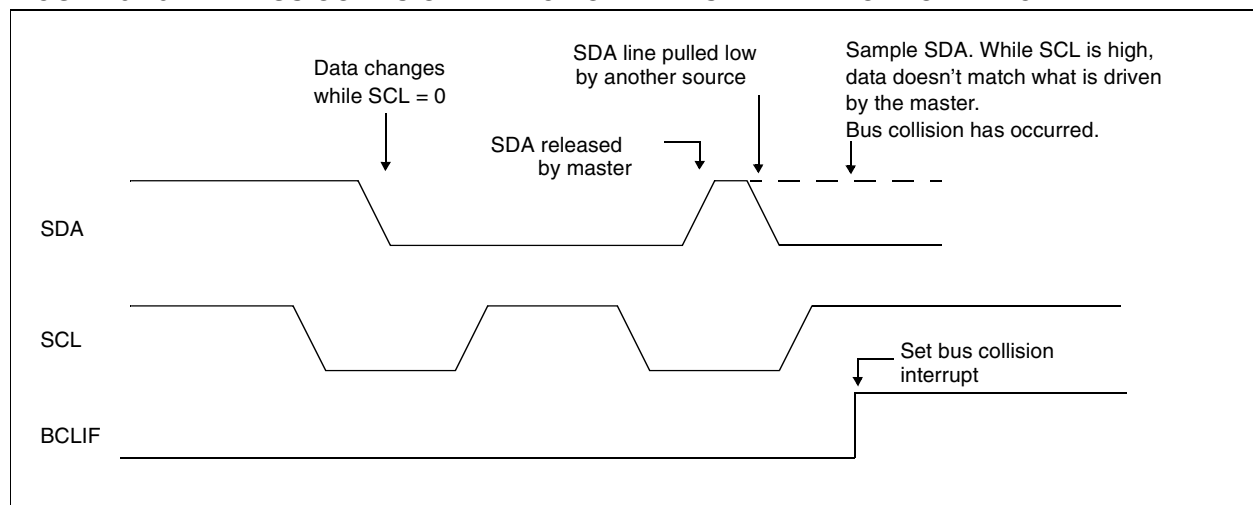 Data changes
while SCL = 0
SDA line pulled low
by another source
Sample SDA. While SCL is high,
data doesn't match what is driven
by the master.
Bus collision has occurred.
SDA released
by master
SDA
SCL
Set bus collision
interrupt
BCLIF